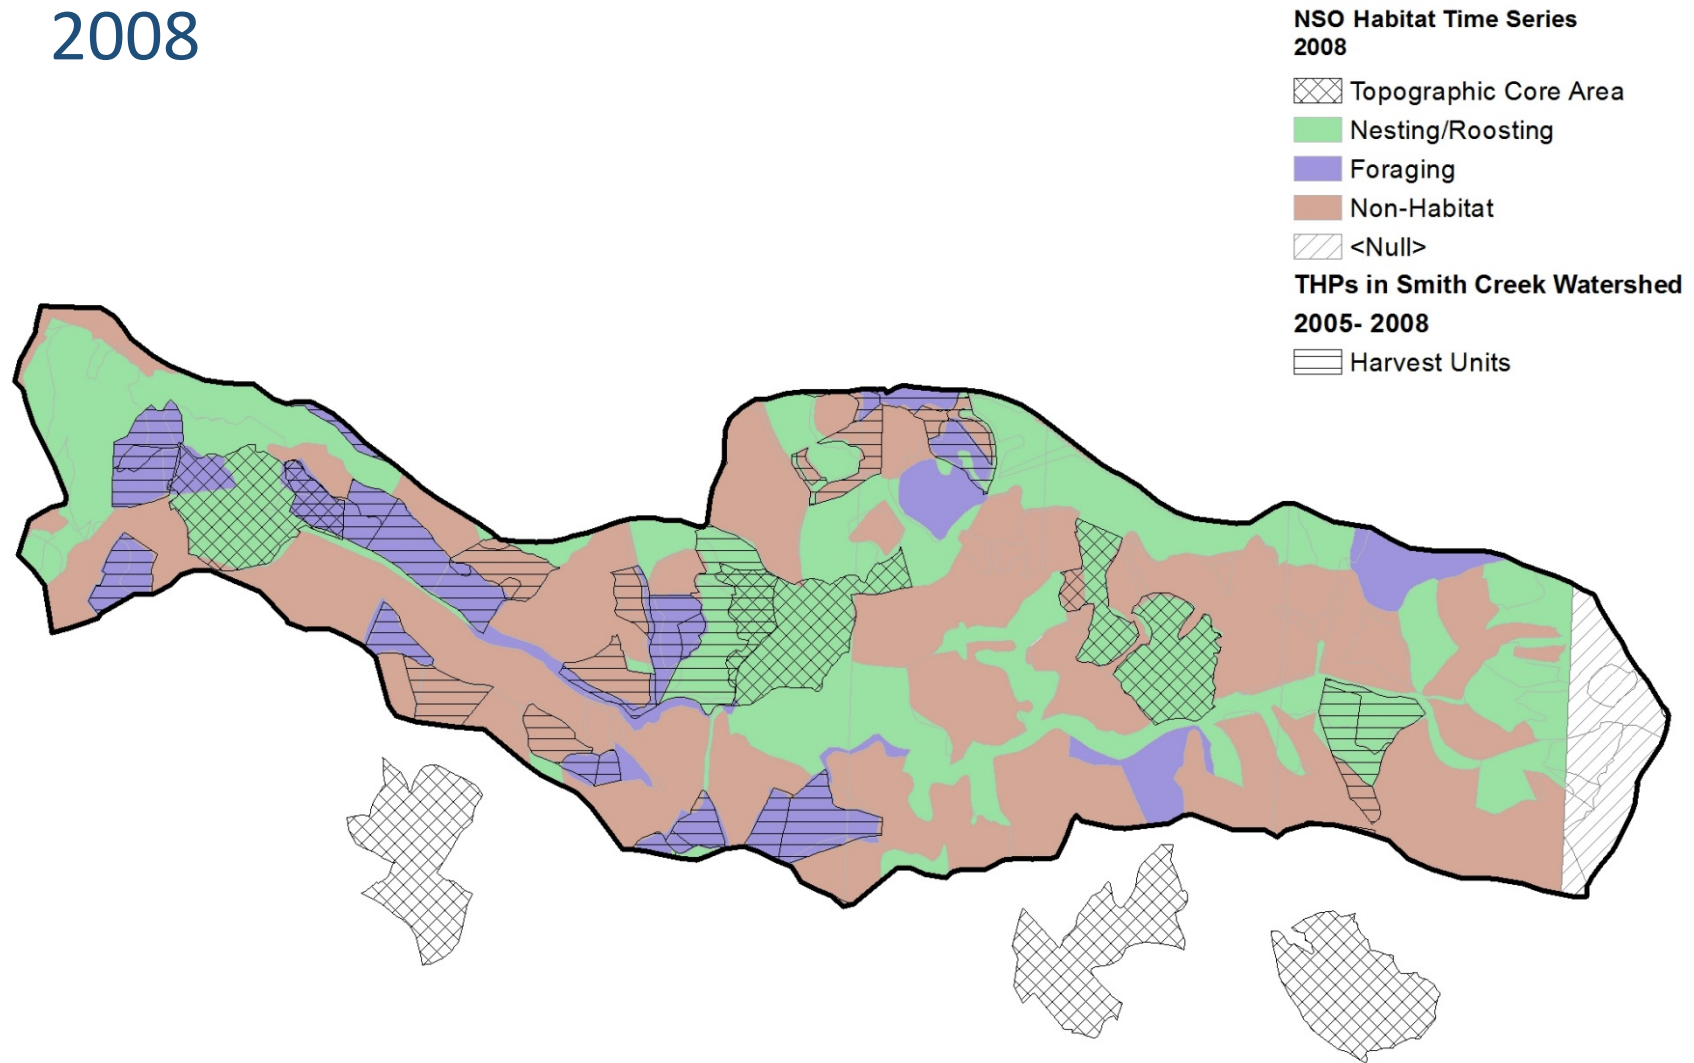 2008
NSO Habitat Time Series
2008
Topographic Core Area
Nesting/Roosting
Foraging
Non-Habitat
<Null>
THPs in Smith Creek Watershed
2005- 2008
Harvest Units